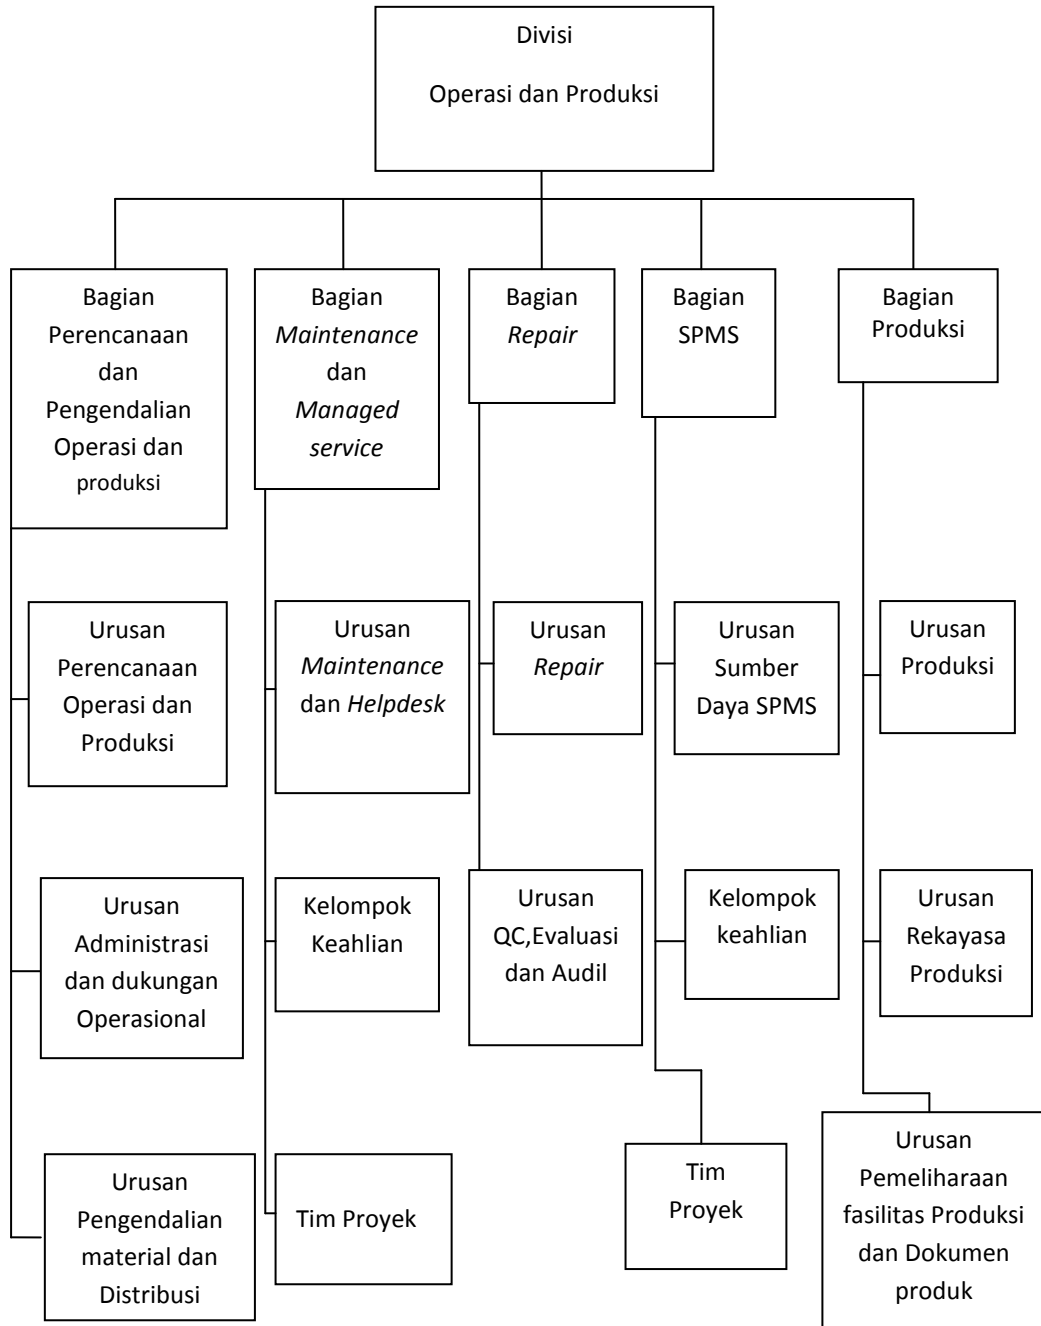 Divisi
Operasi dan Produksi
Bagian
Perencanaan
dan
Pengendalian
Operasi dan
produksi
Bagian
Maintenance
dan
Managed
service
Bagian
Repair
Bagian
SPMS
Bagian
Produksi
Urusan
Perencanaan
Operasi dan
Produksi
Urusan
Maintenance
dan Helpdesk
Urusan
Repair
Urusan
Sumber
Daya SPMS
Urusan
Produksi
Urusan
Administrasi
dan dukungan
Operasional
Kelompok
Keahlian
Urusan
QC,Evaluasi
dan Audil
Kelompok
keahlian
Urusan
Rekayasa
Produksi
Urusan
Pengendalian
material dan
Distribusi
Tim Proyek
Tim
Proyek
Urusan
Pemeliharaan
fasilitas Produksi
dan Dokumen
produk